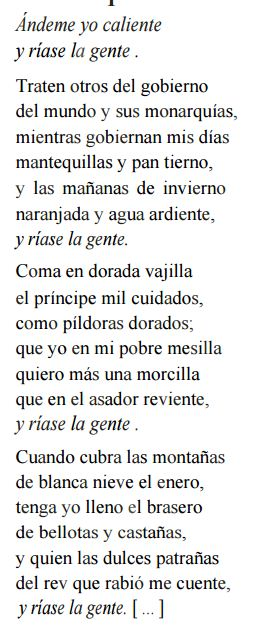 Ándeme yo caliente
y ríase la gente .
Traten otros del gobierno
del mundo y sus monarquías,
mientras gobiernan mis días
mantequillas y pan tierno,
y las mañanas de invierno
naranjada y agua ardiente,
y ríase la gente.
Coma en dorada vajilla
el príncipe mil cuidados,
como píldoras dorados;
que yo en mi pobre mesilla
quiero más una morcilla
que en el asador reviente,
y ríase la gente .
Cuando cubra las montañas
de blanca nieve el enero,
tenga yo lleno el brasero
de bellotas y castañas,
y quien las dulces patrañas
del rev que rabió me cuente,
y ríase la gente. [ ... ]